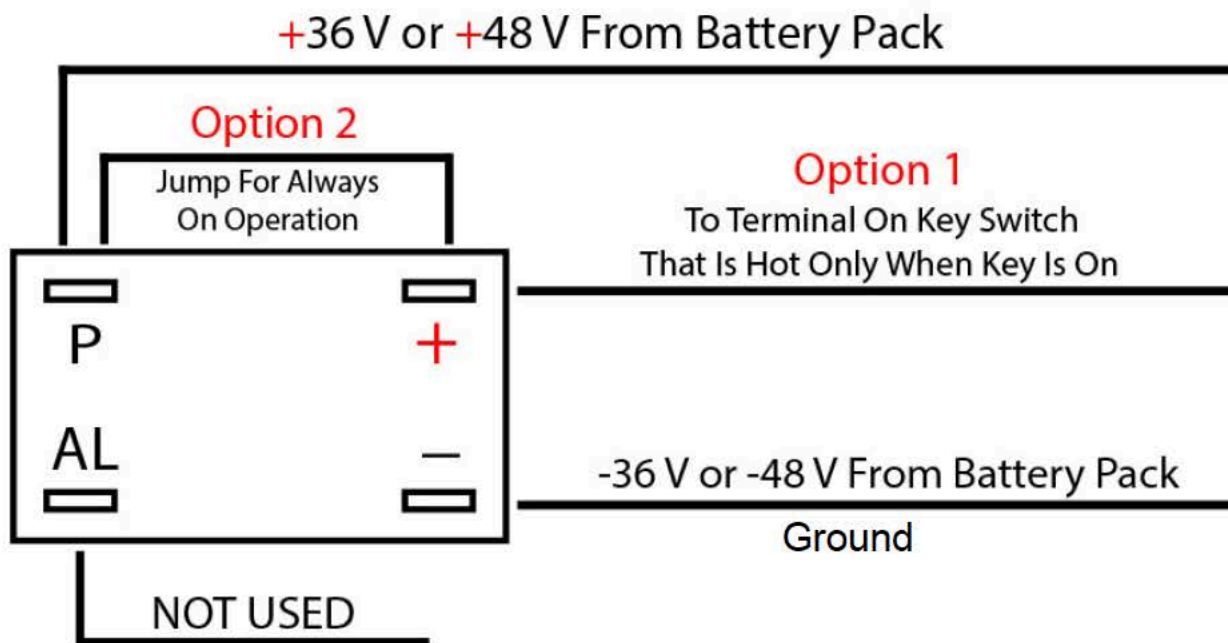 +36 V or +48 V From Battery Pack
Option 2
Jump For Always
On Operation
Option 1
To Terminal On Key Switch
That Is Hot Only When Key Is On
P
+
AL
–
-36 V or -48 V From Battery Pack
Ground
NOT USED